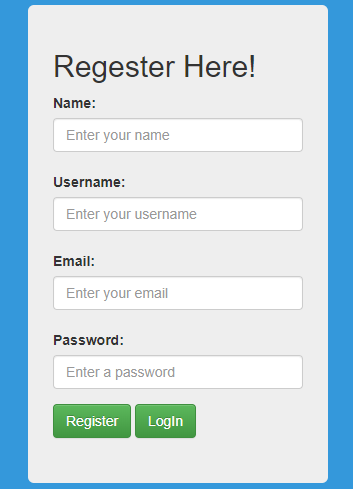 Regester Here!
Name:
Enter your name
Username:
Enter your username
Email:
Enter your email
Password:
Enter a password
Register LogIn